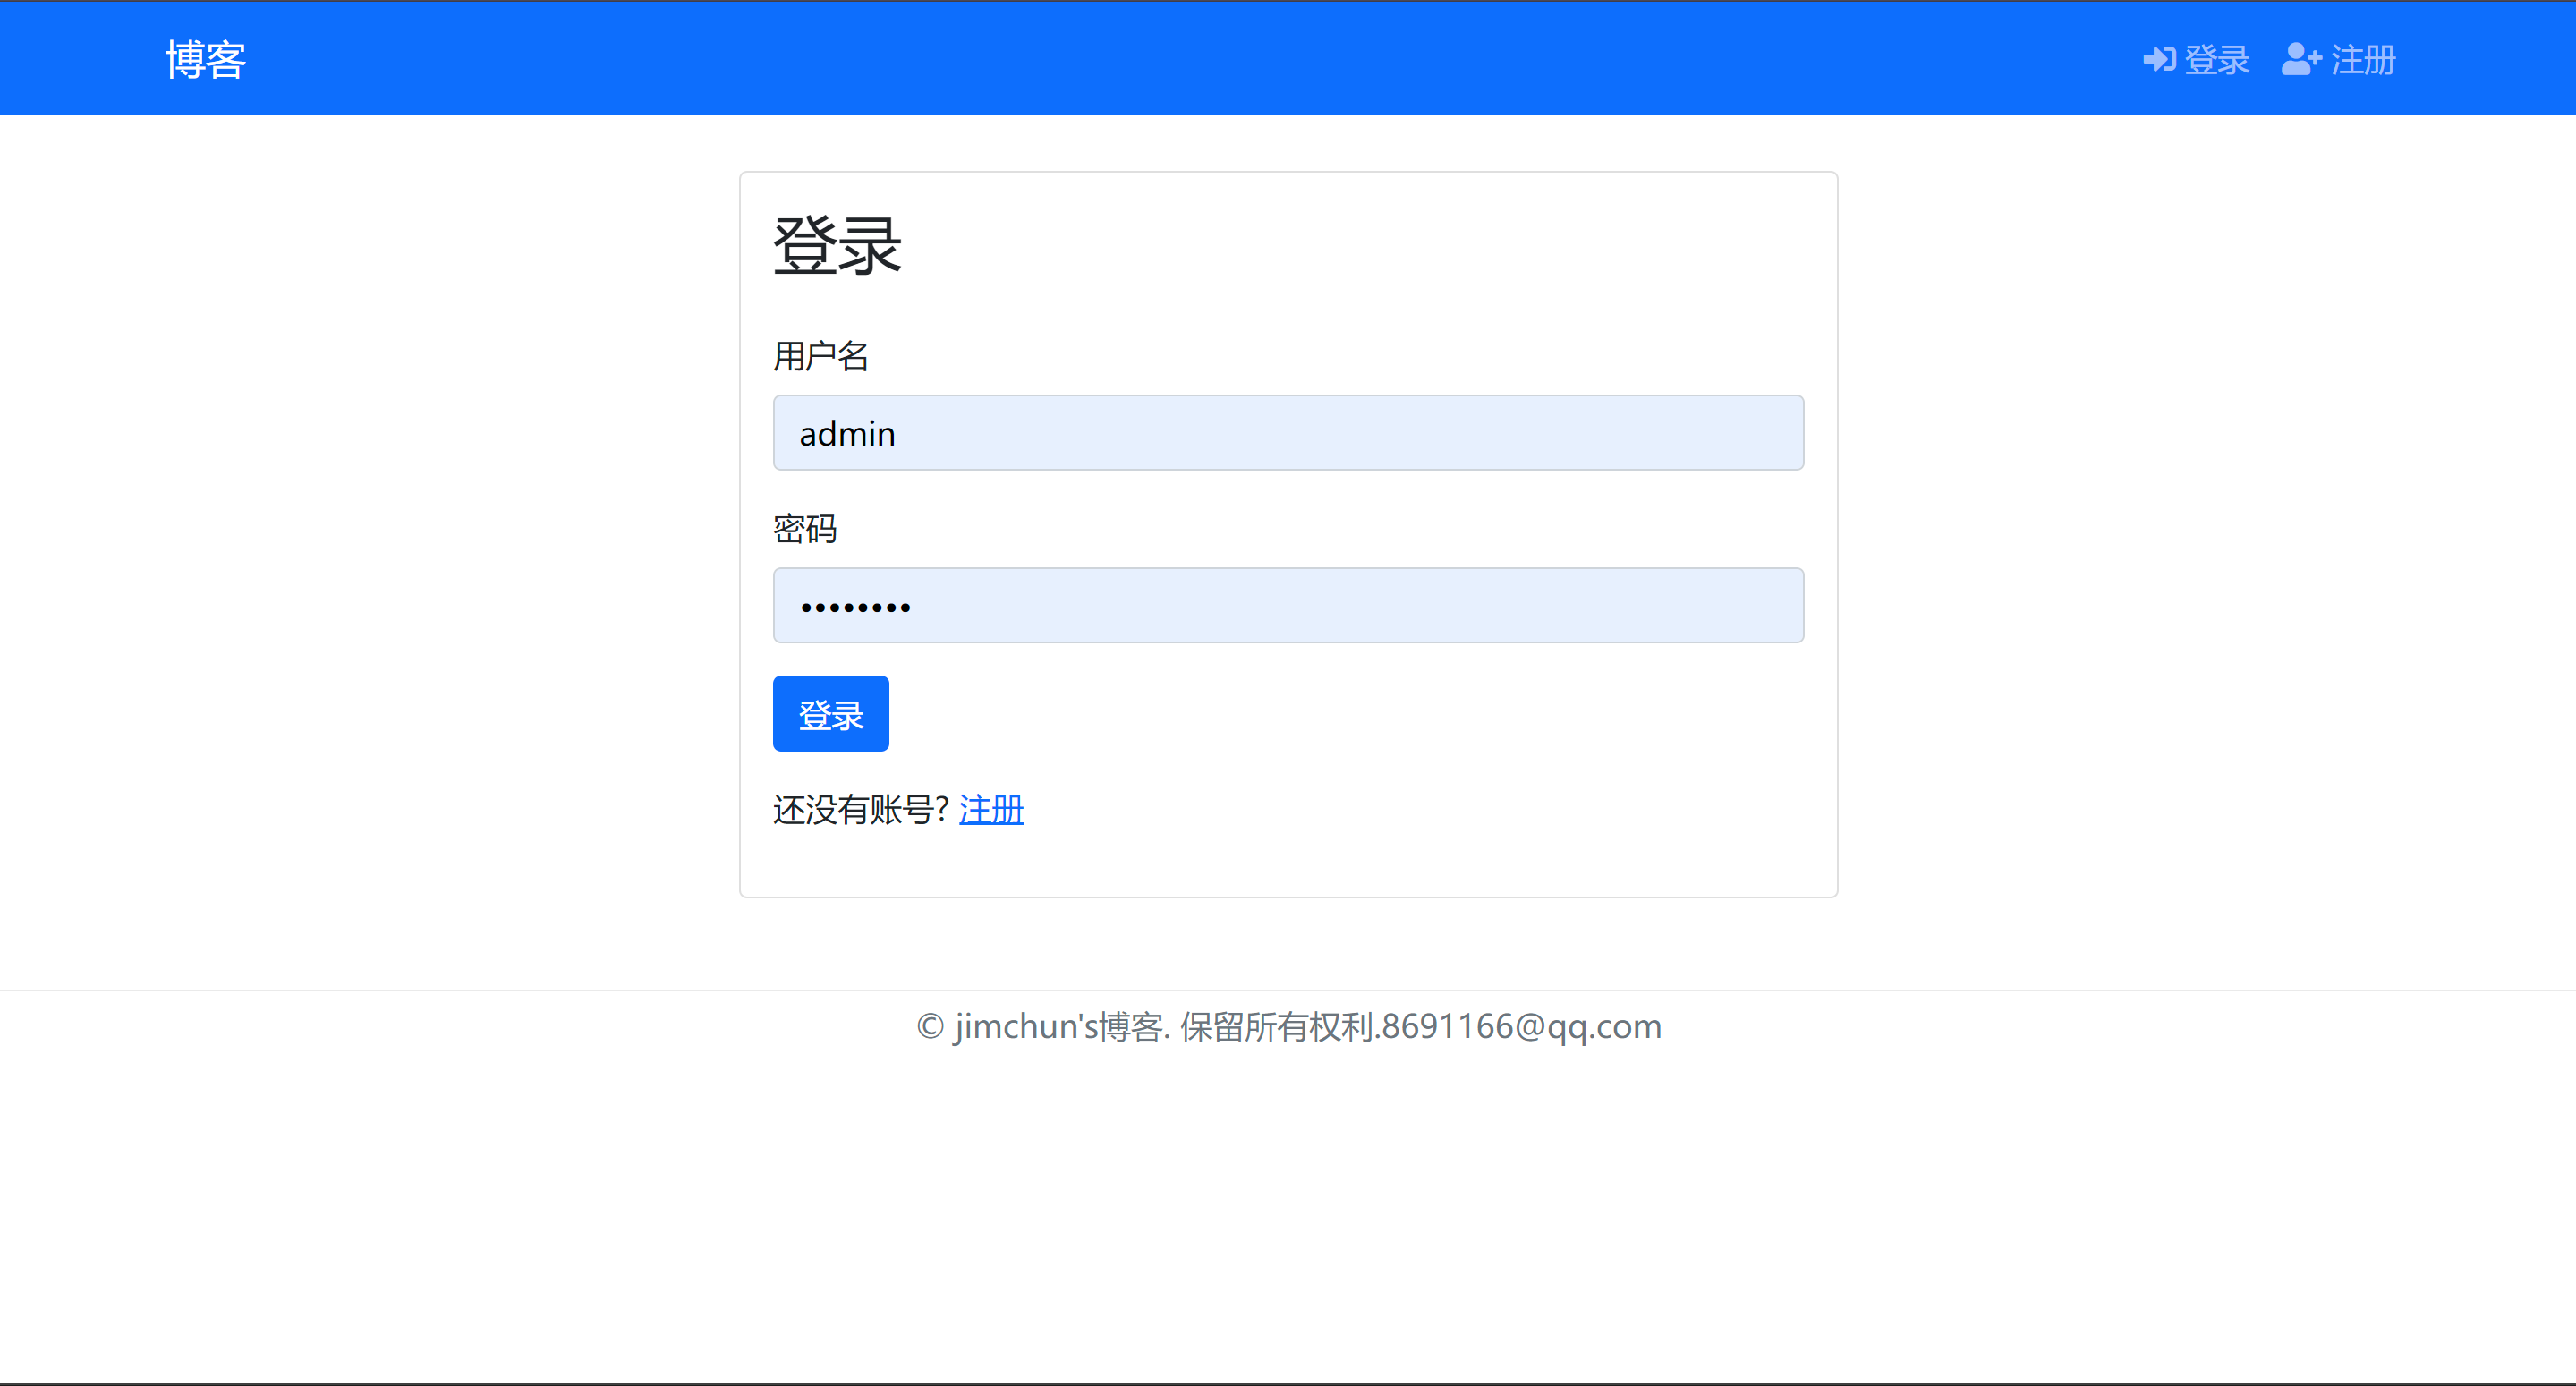 博客
登录 注册
登录
用户名
admin
密码
••••••••
登录
还没有账号? 注册
© jimchun's博客. 保留所有权利.8691166@qq.com